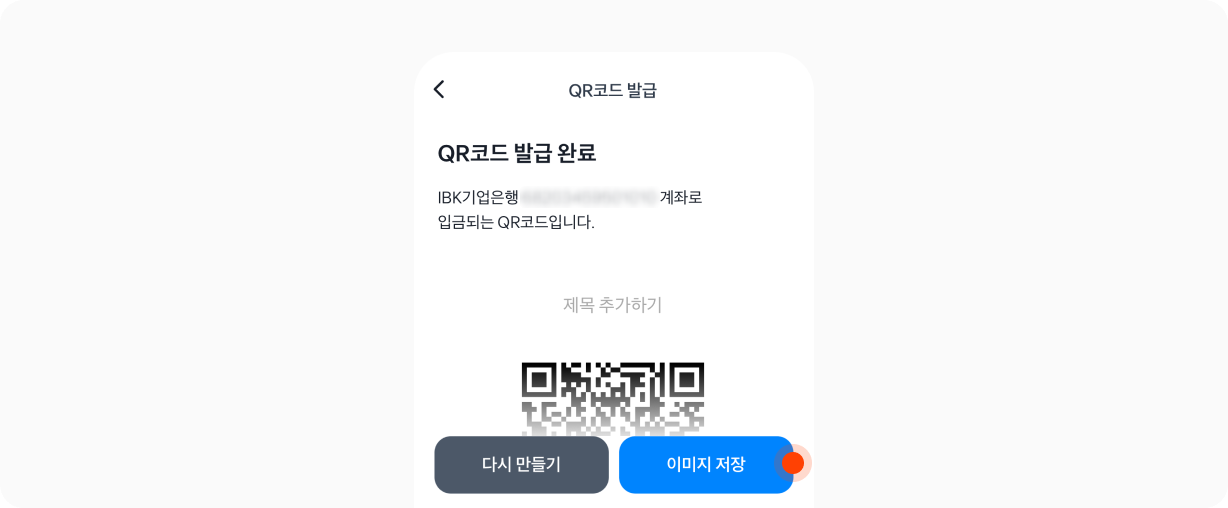 QR코드 발급
QR코드 발급 완료
IBK기업은행 계좌로
입금되는 QR코드입니다.
제목 추가하기
다시 만들기
이미지 저장